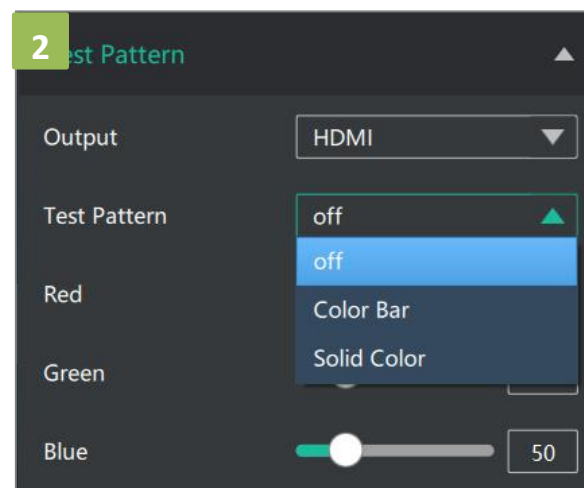 2
est Pattern
Output HDMI
Test Pattern off
off
Red
Color Bar
Solid Color
Green
Blue 50